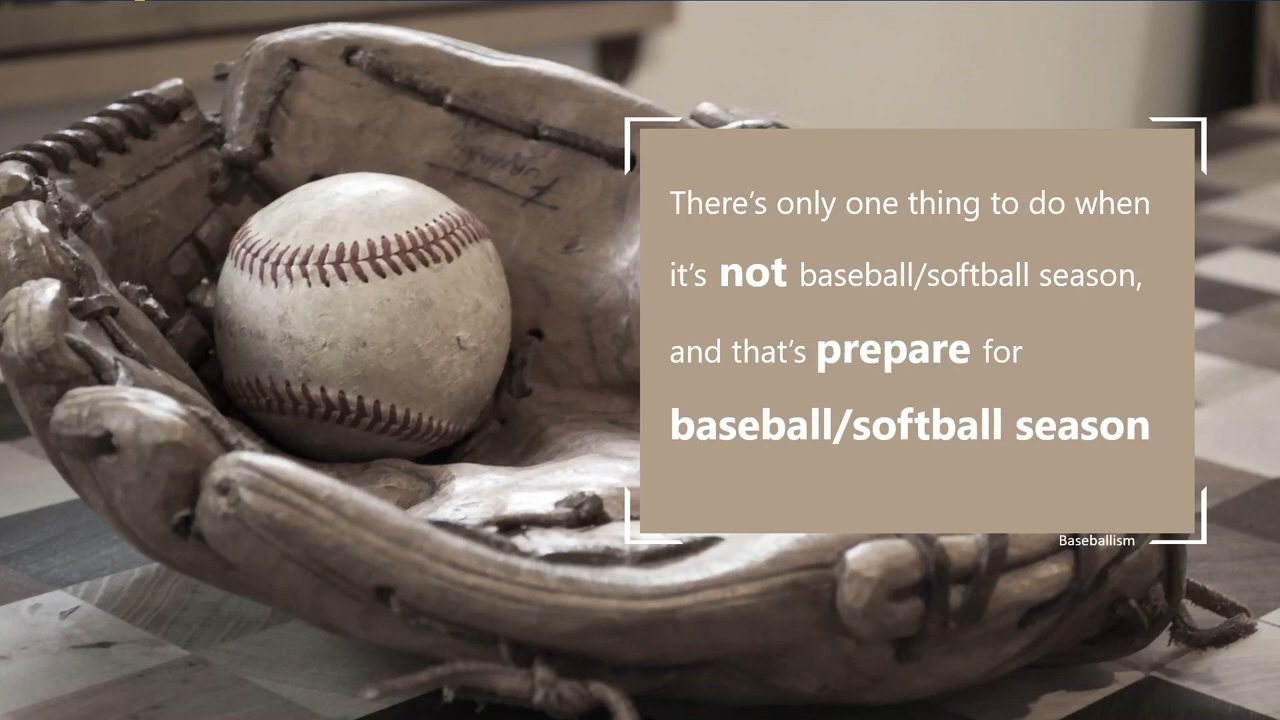 There's only one thing to do when
it's not baseball/softball season,
and that's prepare for
baseball/softball season
Baseballism